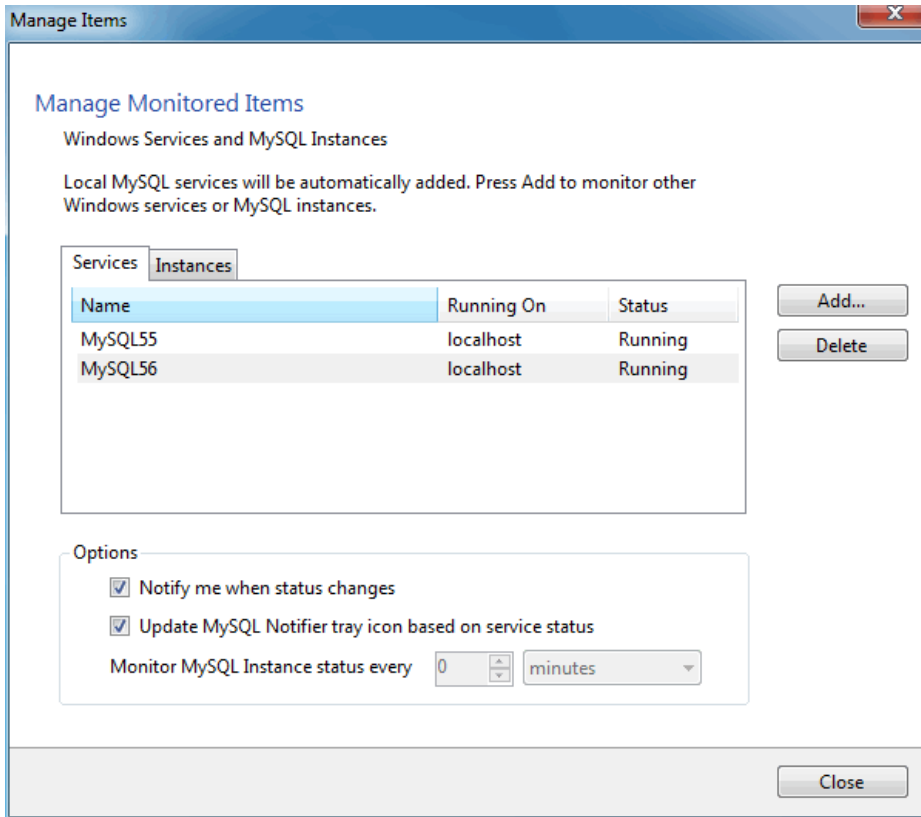 Manage Items
X
Manage Monitored Items
Windows Services and MySQL Instances
Local MySQL services will be automatically added. Press Add to monitor other
Windows services or MySQL instances.
Services Instances
Name Running On Status
Add...
MySQL55 localhost Running
Delete
MySQL56 localhost Running
Options
Notify me when status changes
Update MySQL Notifier tray icon based on service status
Monitor MySQL Instance status every 0 minutes
Close